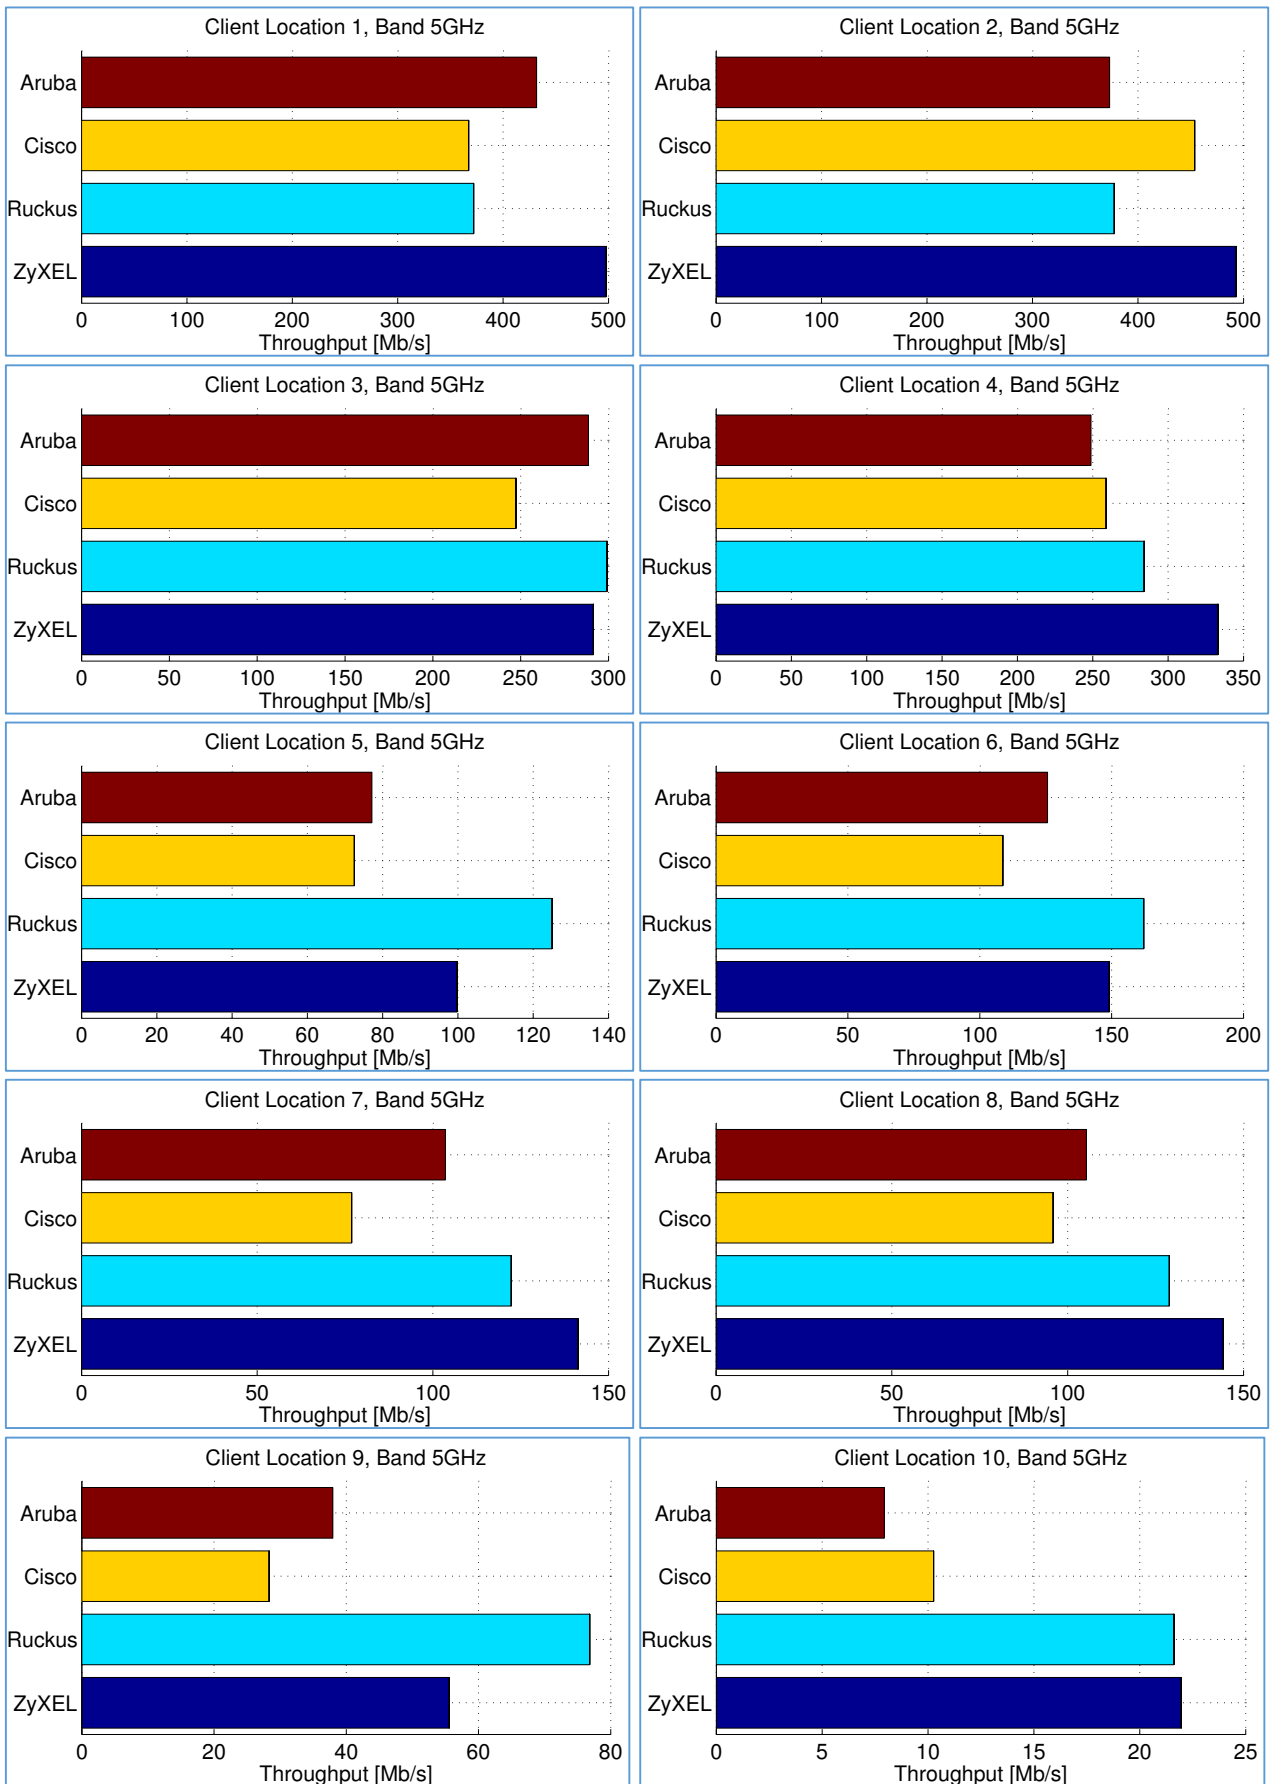 Client Location 1, Band 5GHz
Aruba
Cisco
Ruckus
ZyXEL
0 100 200 300 400 500
Throughput [Mb/s]
Client Location 2, Band 5GHz
Aruba
Cisco
Ruckus
ZyXEL
0 100 200 300 400 500
Throughput [Mb/s]
Client Location 3, Band 5GHz
Aruba
Cisco
Ruckus
ZyXEL
0 50 100 150 200 250 300
Throughput [Mb/s]
Client Location 4, Band 5GHz
Aruba
Cisco
Ruckus
ZyXEL
0 50 100 150 200 250 300 350
Throughput [Mb/s]
Client Location 5, Band 5GHz
Aruba
Cisco
Ruckus
ZyXEL
0 20 40 60 80 100 120 140
Throughput [Mb/s]
Client Location 6, Band 5GHz
Aruba
Cisco
Ruckus
ZyXEL
0 50 100 150 200
Throughput [Mb/s]
Client Location 7, Band 5GHz
Aruba
Cisco
Ruckus
ZyXEL
0 50 100 150
Throughput [Mb/s]
Client Location 8, Band 5GHz
Aruba
Cisco
Ruckus
ZyXEL
0 50 100 150
Throughput [Mb/s]
Client Location 9, Band 5GHz
Aruba
Cisco
Ruckus
ZyXEL
0 20 40 60 80
Throughput [Mb/s]
Client Location 10, Band 5GHz
Aruba
Cisco
Ruckus
ZyXEL
0 5 10 15 20 25
Throughput [Mb/s]